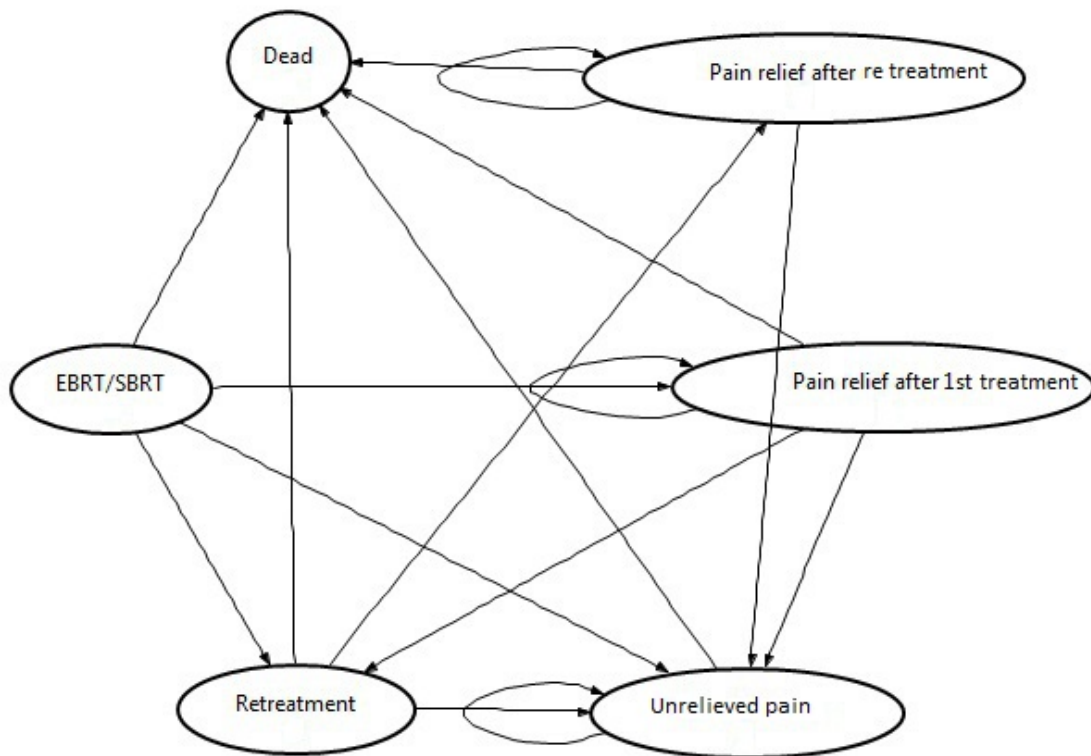 Dead
Pain relief after re treatment
EBRT/SBRT
Pain relief after 1st treatment
Retreatment
Unrelieved pain